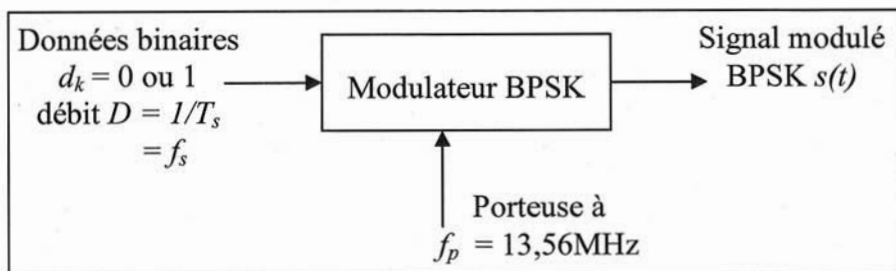 Données binaires
d_k = 0 ou 1
débit D = 1/T_s
= f_s
Modulateur BPSK
Signal modulé
BPSK s(t)
Porteuse à
f_p = 13,56MHz